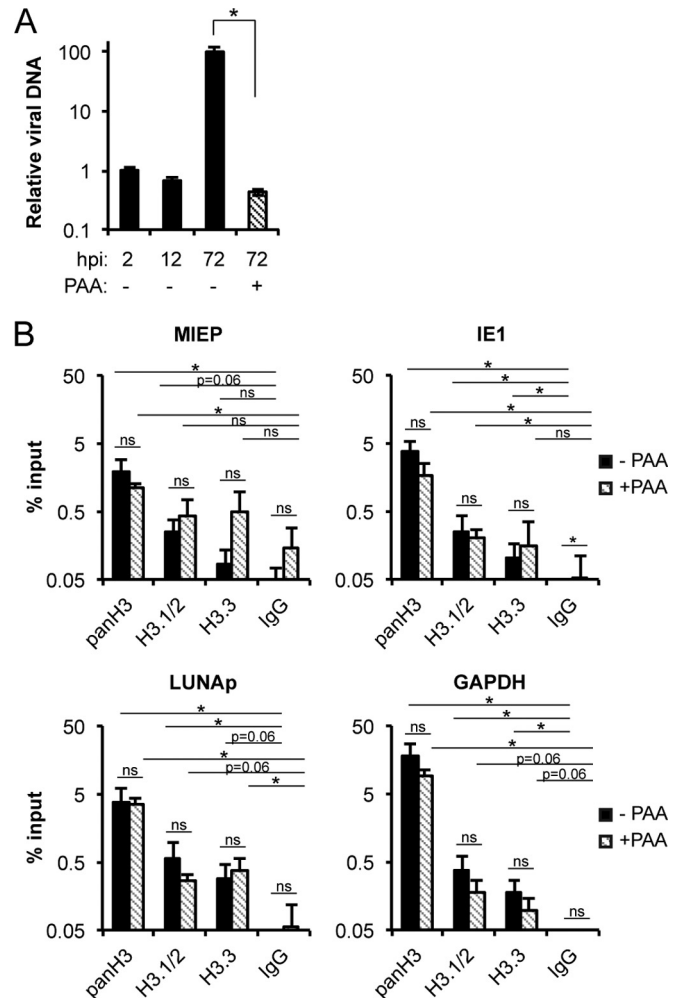 A
*
Relative viral DNA
100
10
1
0.1
hpi: 2 12 72 72
PAA: - - - +
B
MIEP
% input
50
5
0.5
0.05
*
p=0.06
ns
*
ns
ns
ns
ns
ns
ns
panH3 H3.1/2 H3.3 IgG
IE1
50
5
0.5
0.05
*
*
*
*
*
ns
ns
ns
ns
*
panH3 H3.1/2 H3.3 IgG
- PAA
+PAA
LUNAp
% input
50
5
0.5
0.05
*
*
p=0.06
*
p=0.06
*
ns
ns
ns
ns
panH3 H3.1/2 H3.3 IgG
GAPDH
50
5
0.5
0.05
*
*
*
*
p=0.06
p=0.06
ns
ns
ns
ns
panH3 H3.1/2 H3.3 IgG
- PAA
+PAA